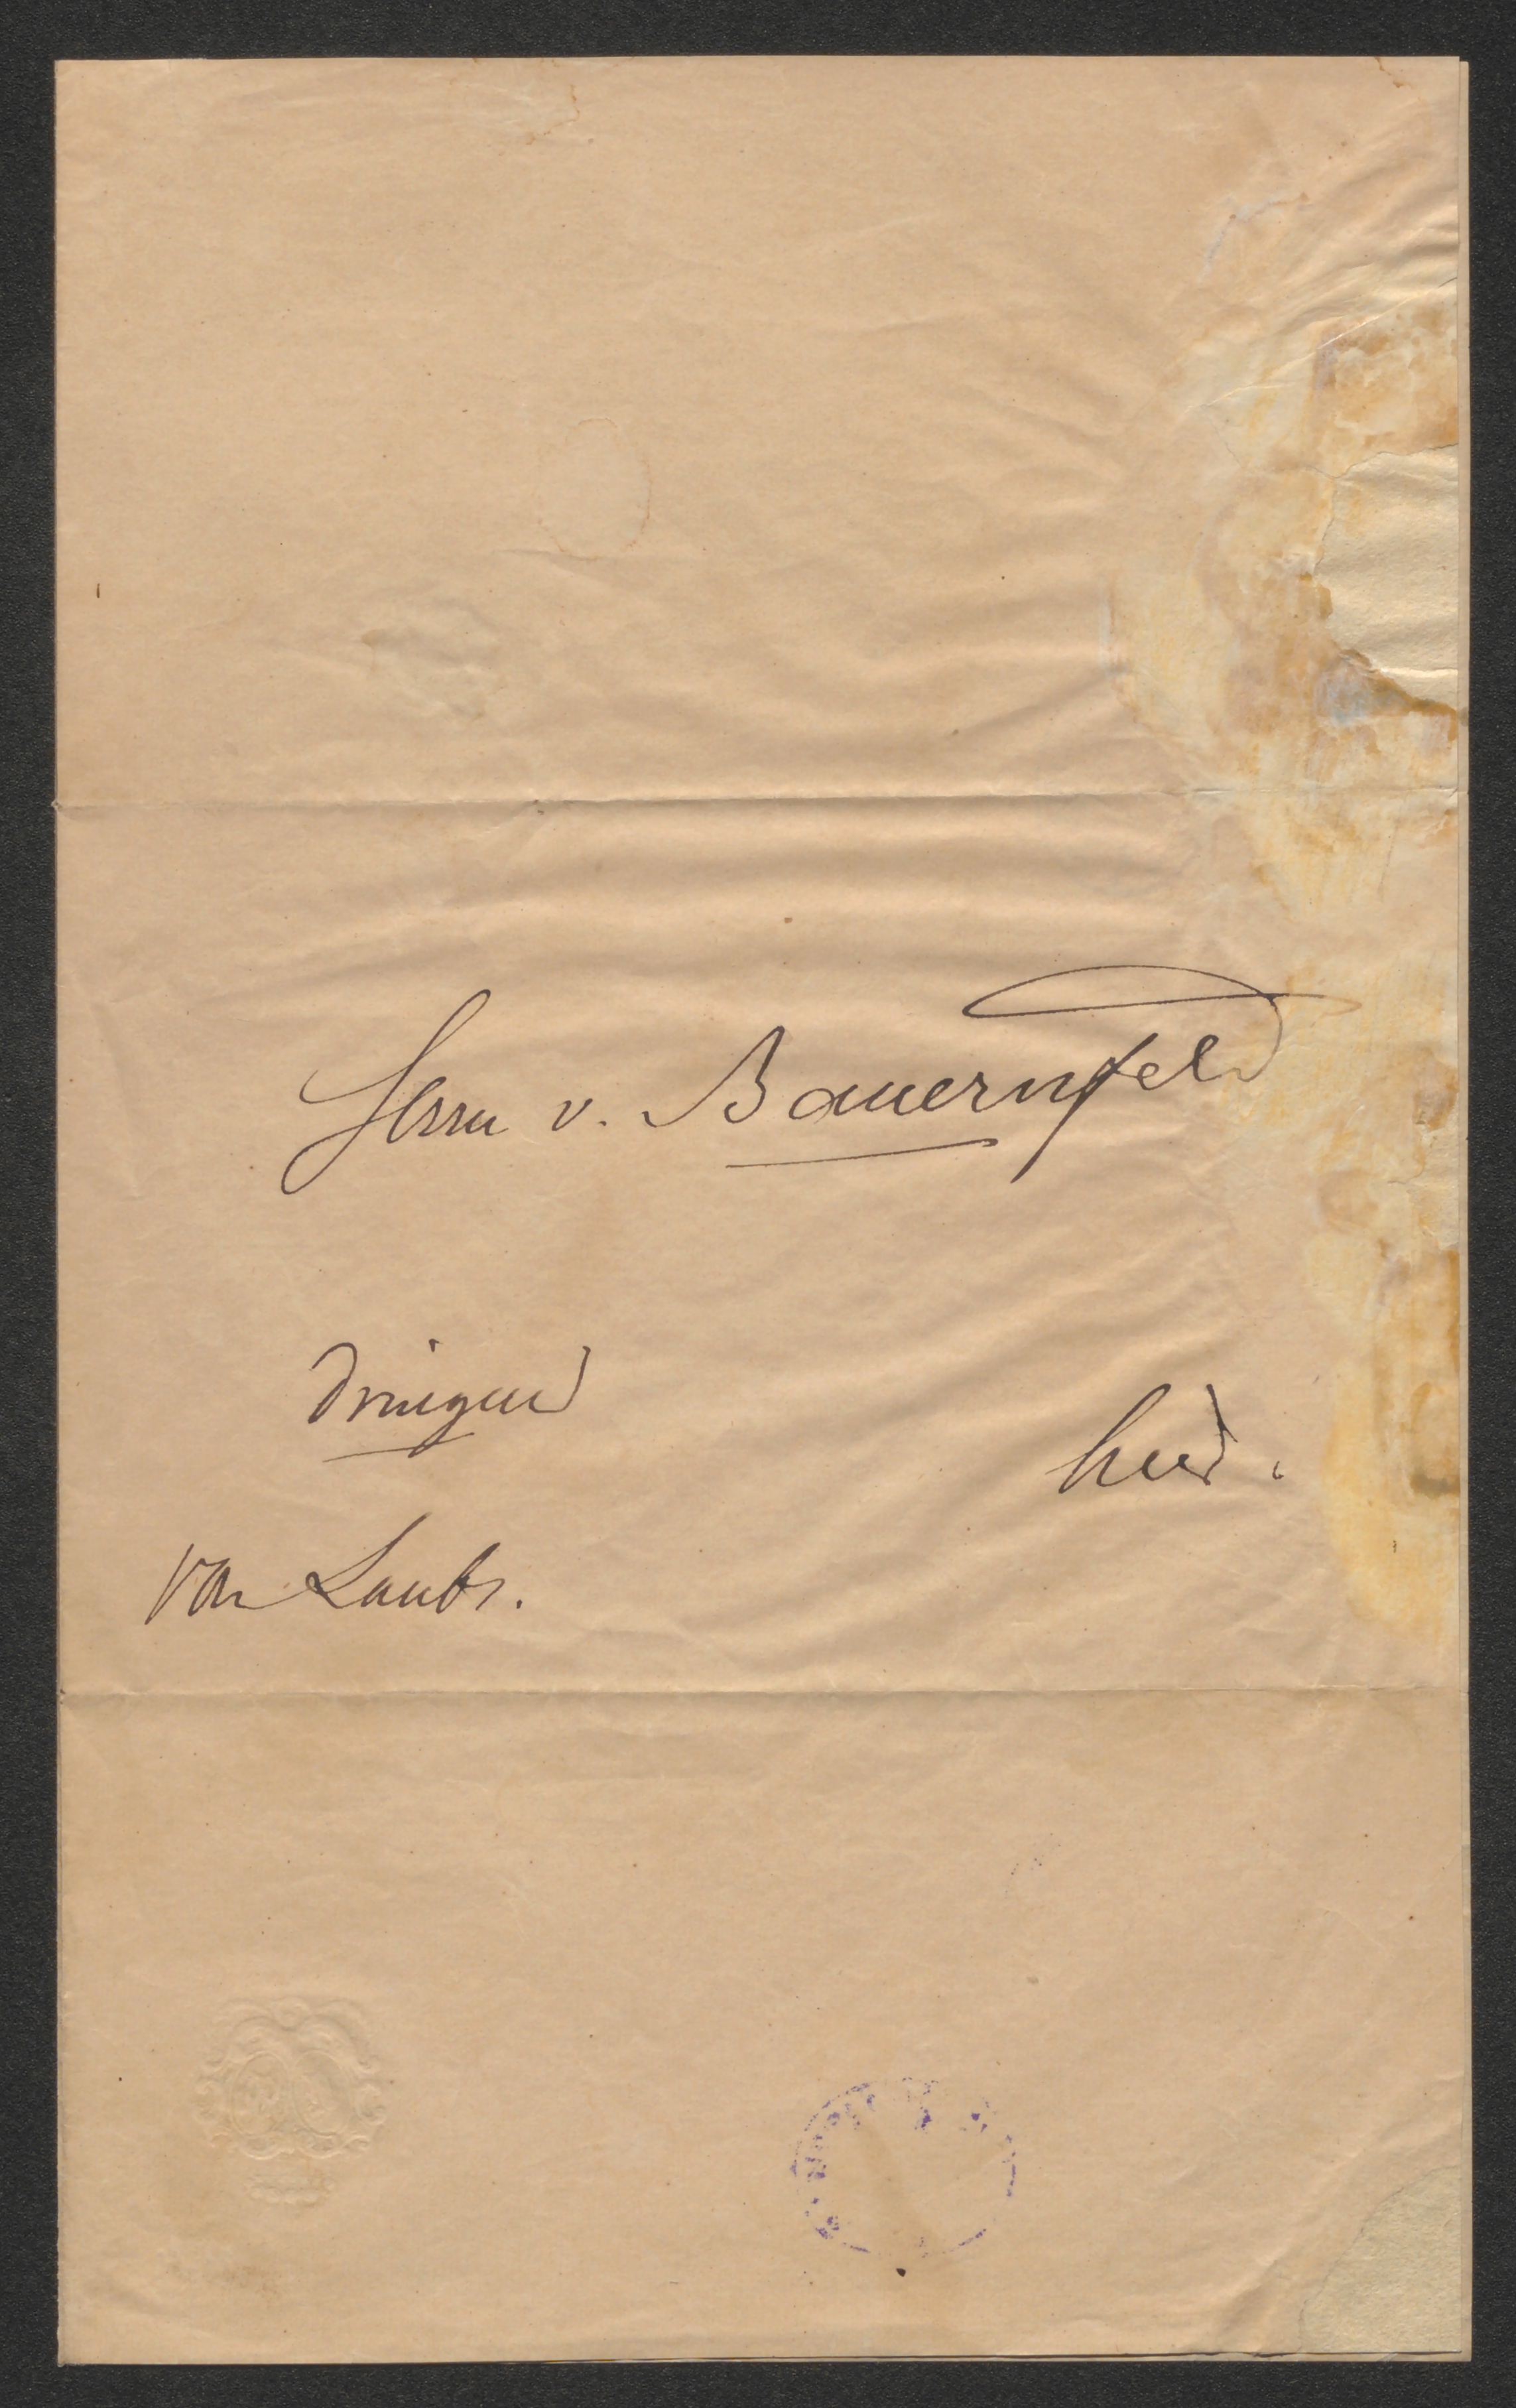 Herrn v. Bauernfeld
dringend
hier.
von Laube.